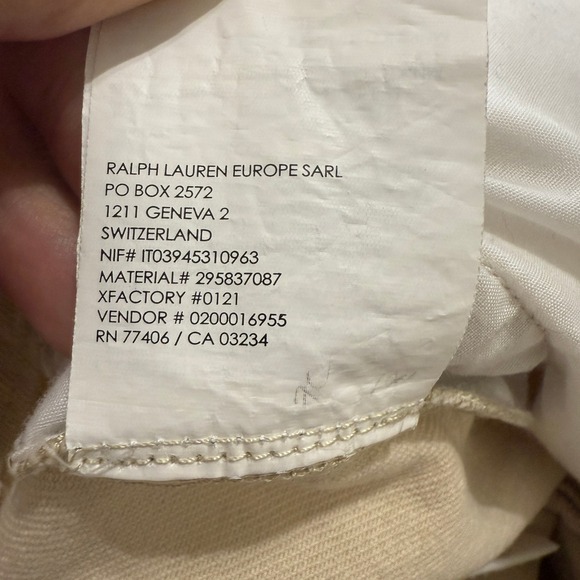 RALPH LAUREN EUROPE SARL
PO BOX 2572
1211 GENEVA 2
SWITZERLAND
NIF# IT03945310963
MATERIAL# 295837087
XFACTORY #0121
VENDOR # 0200016955
RN 77406 / CA 03234